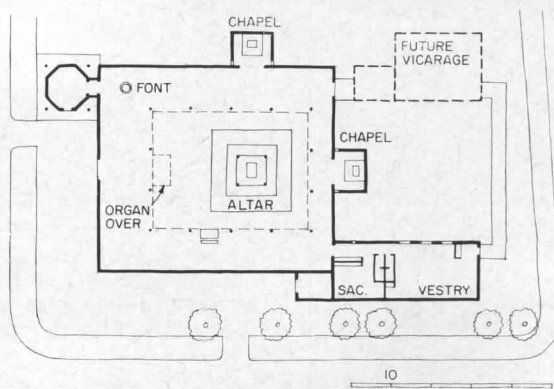 CHAPEL
FUTURE
VICARAGE
FONT
CHAPEL
ORGAN
OVER
ALTAR
SAC.
VESTRY
10